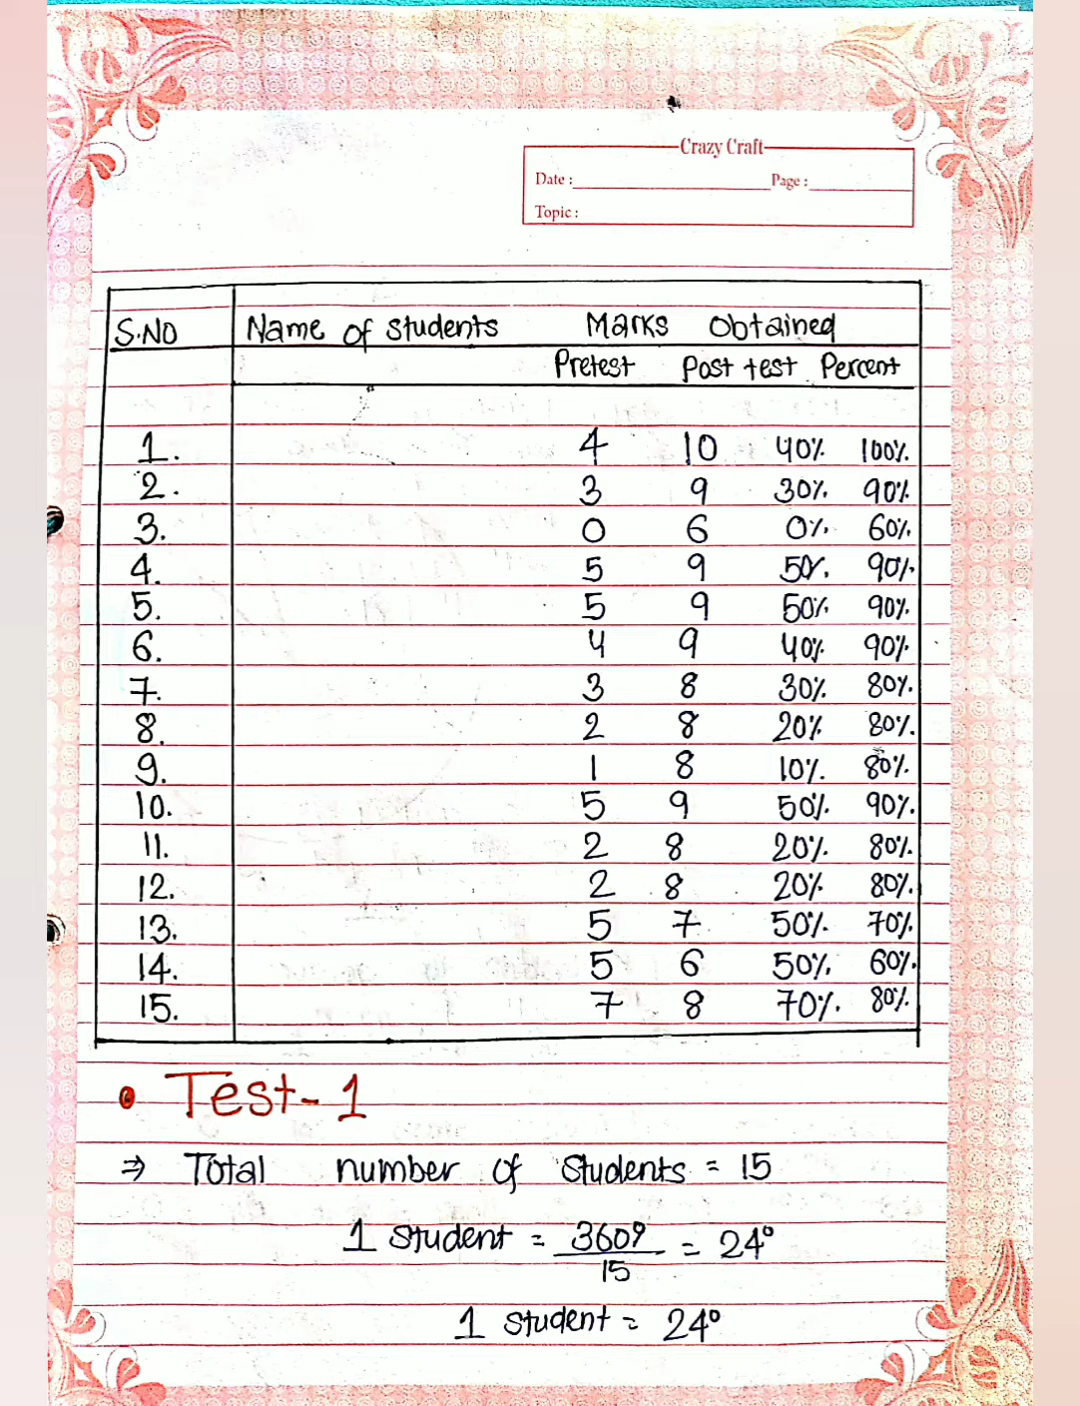 Crazy Craft
Date : Page :
Topic :
S.NO Name of students Marks Obtained
Pretest Post test Percent
1. 4 10 40% 100%
2. 3 9 30% 90%
3. 0 6 0% 60%
4. 5 9 50% 90%
5. 5 9 50% 90%
6. 4 9 40% 90%
7. 3 8 30% 80%
8. 2 8 20% 80%
9. 1 8 10% 80%
10. 5 9 50% 90%
11. 2 8 20% 80%
12. 2 8 20% 80%
13. 5 7 50% 70%
14. 5 6 50% 60%
15. 7 8 70% 80%
• Test-1
⇒ Total number of Students = 15
1 Student = 360° = 24°
15
1 Student = 24°